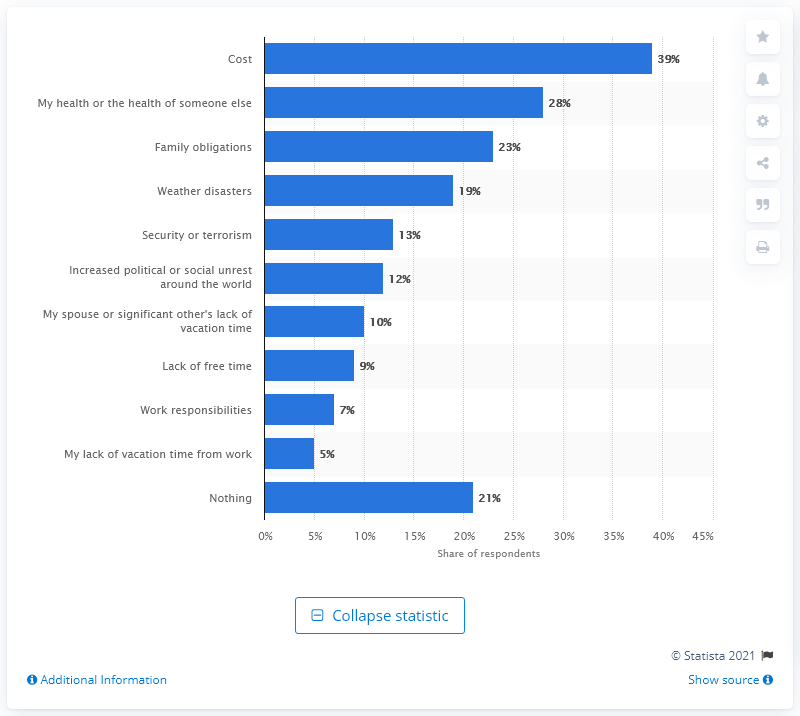 Cost
39%
My health or the health of someone else
28%
Family obligations
23%
Weather disasters
19%
Security or terrorism
13%
Increased political or social unrest
around the world
12%
My spouse or significant other's lack of
vacation time
10%
Lack of free time
9%
Work responsibilities
7%
My lack of vacation time from work
5%
Nothing
21%
0% 5% 10% 15% 20% 25% 30% 35% 40% 45%
Share of respondents
Collapse statistic
© Statista 2021
Additional Information
Show source